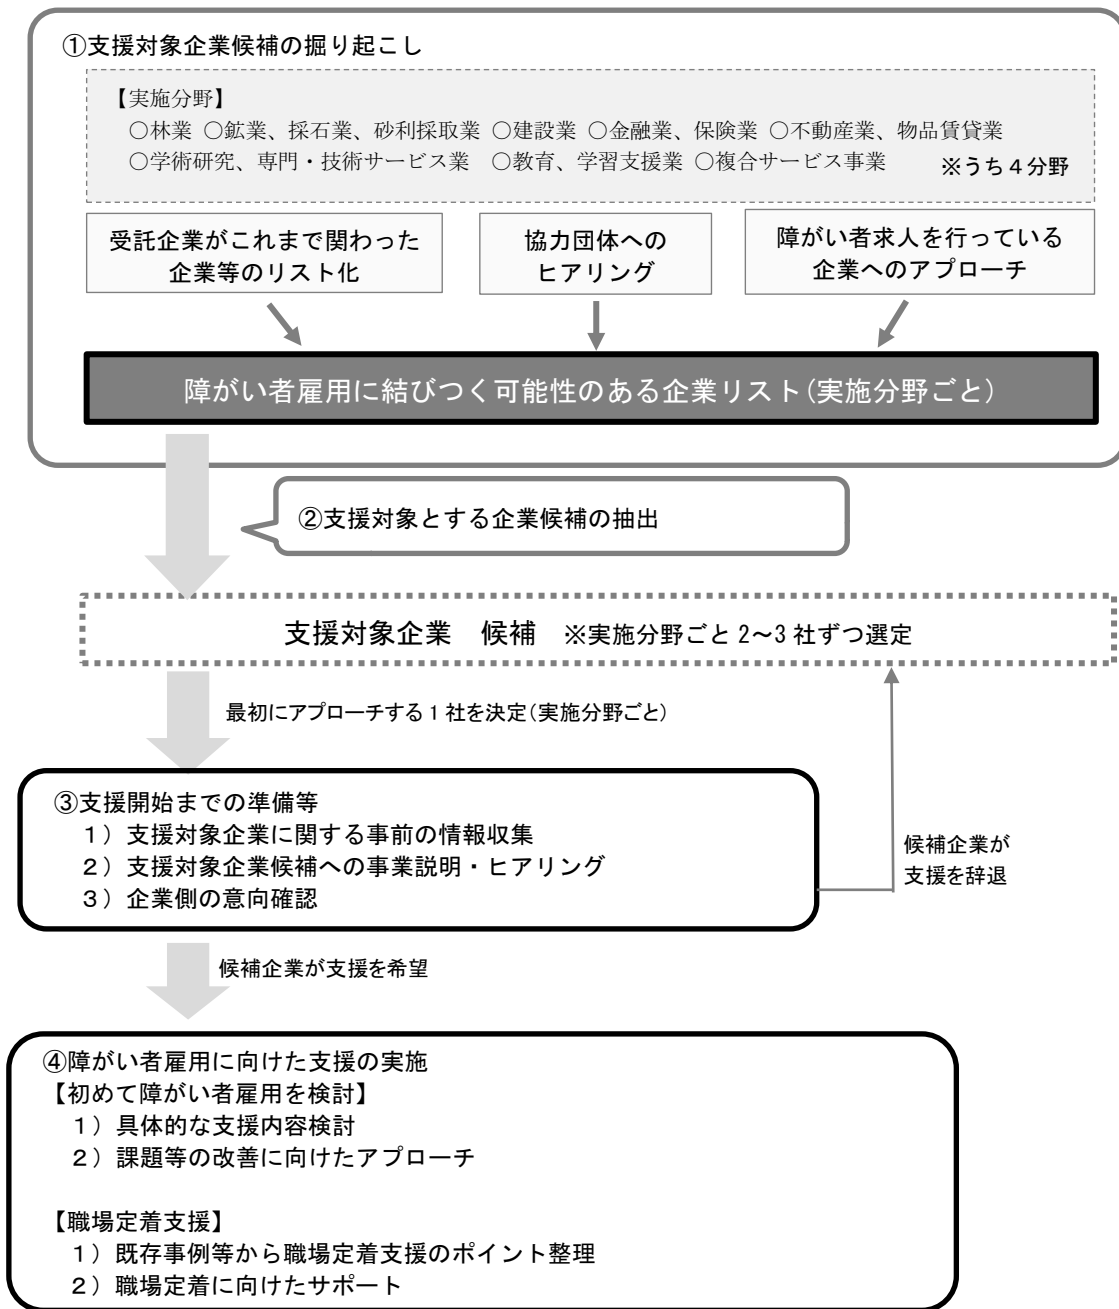 ①支援対象企業候補の掘り起こし
【実施分野】
○林業 ○鉱業、採石業、砂利採取業 ○建設業 ○金融業、保険業 ○不動産業、物品賃貸業
○学術研究、専門・技術サービス業 ○教育、学習支援業 ○複合サービス事業 ※うち４分野
受託企業がこれまで関わった
企業等のリスト化
協力団体への
ヒアリング
障がい者求人を行っている
企業へのアプローチ
障がい者雇用に結びつく可能性のある企業リスト(実施分野ごと)
②支援対象とする企業候補の抽出
支援対象企業　候補　※実施分野ごと 2～3 社ずつ選定
最初にアプローチする 1 社を決定(実施分野ごと)
③支援開始までの準備等
１）支援対象企業に関する事前の情報収集
２）支援対象企業候補への事業説明・ヒアリング
３）企業側の意向確認
候補企業が
支援を辞退
候補企業が支援を希望
④障がい者雇用に向けた支援の実施
【初めて障がい者雇用を検討】
１）具体的な支援内容検討
２）課題等の改善に向けたアプローチ
【職場定着支援】
１）既存事例等から職場定着支援のポイント整理
２）職場定着に向けたサポート